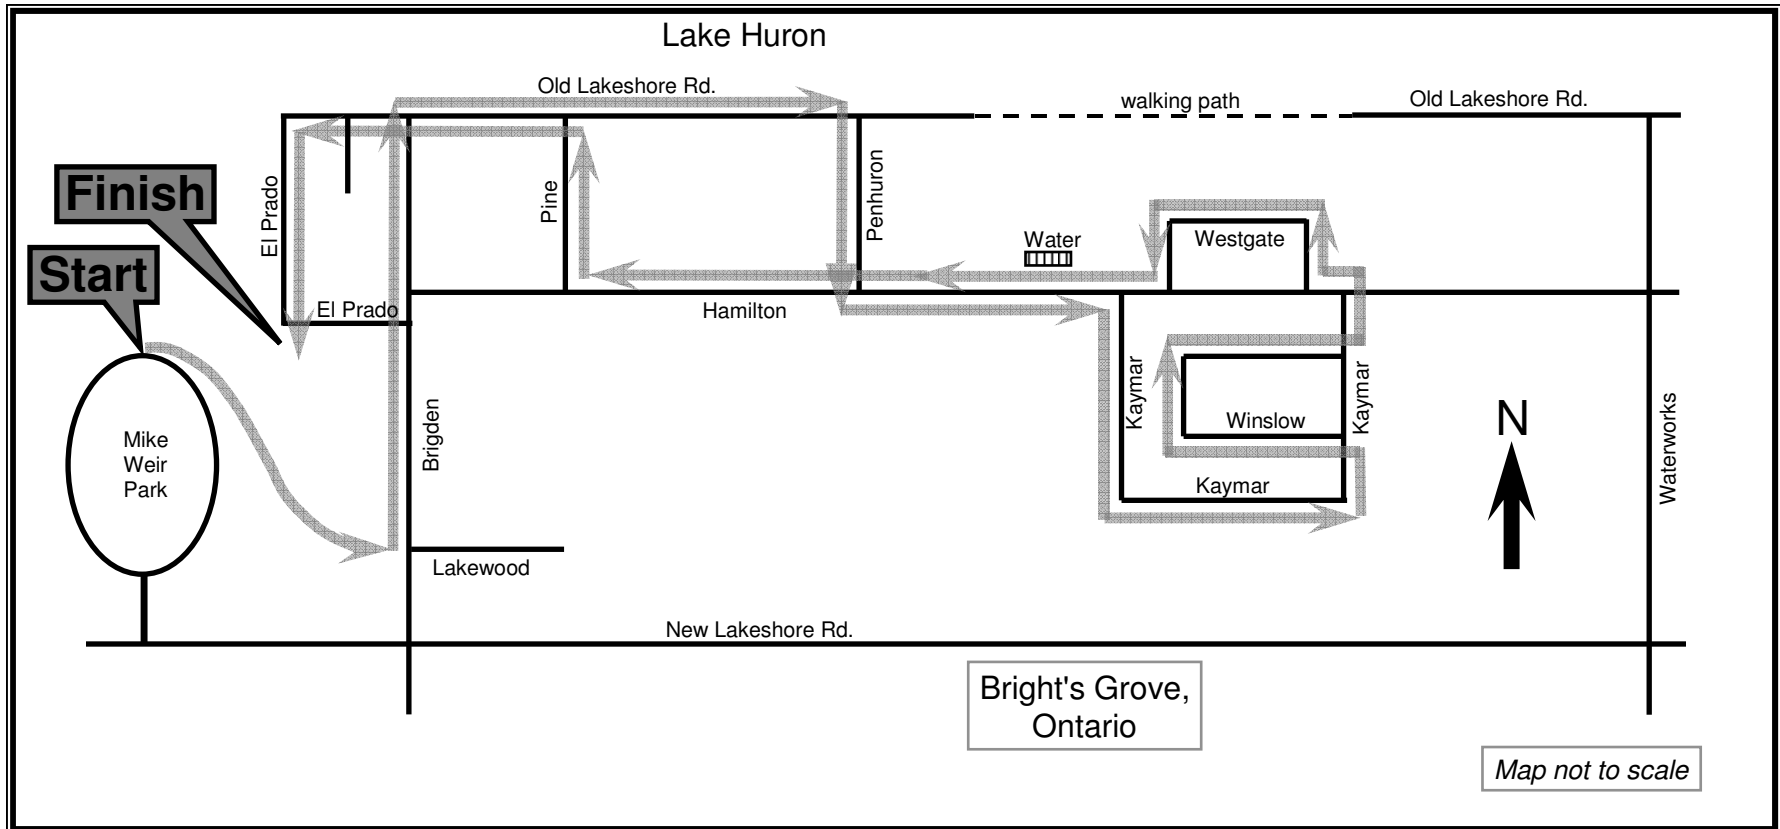 Lake Huron
Old Lakeshore Rd.
walking path
Old Lakeshore Rd.
Finish
El Prado
Pine
Penhuron
Water
Westgate
Start
El Prado
Hamilton
Kaymar
Kaymar
Winslow
Brigden
Mike
Weir
Park
N
Waterworks
Kaymar
Lakewood
New Lakeshore Rd.
Bright's Grove,
Ontario
Map not to scale